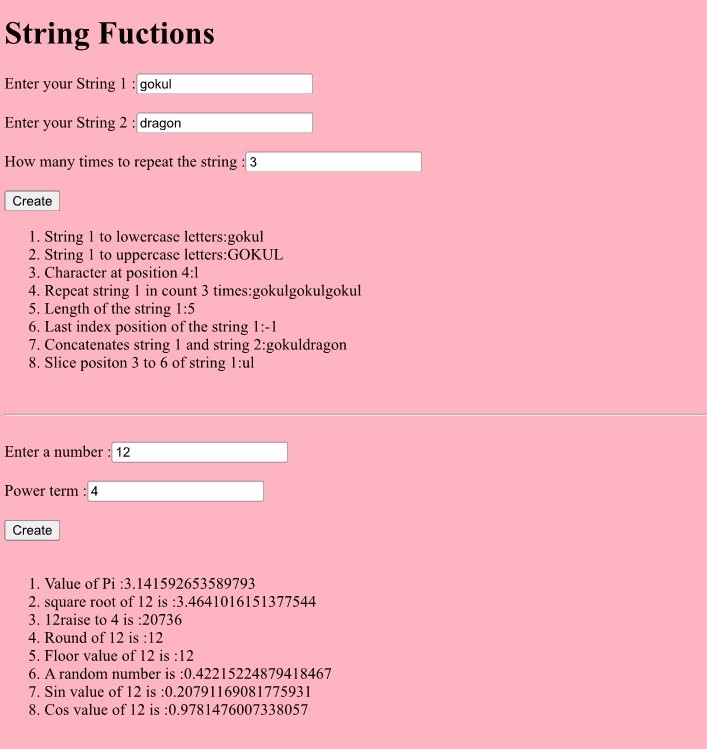 String Fuctions
Enter your String 1 : gokul
Enter your String 2 : dragon
How many times to repeat the string : 3
Create
1. String 1 to lowercase letters:gokul
2. String 1 to uppercase letters:GOKUL
3. Character at position 4:l
4. Repeat string 1 in count 3 times:gokulgokulgokul
5. Length of the string 1:5
6. Last index position of the string 1:-1
7. Concatenates string 1 and string 2:gokuldragon
8. Slice positon 3 to 6 of string 1:ul
Enter a number : 12
Power term : 4
Create
1. Value of Pi :3.141592653589793
2. square root of 12 is :3.4641016151377544
3. 12raise to 4 is :20736
4. Round of 12 is :12
5. Floor value of 12 is :12
6. A random number is :0.42215224879418467
7. Sin value of 12 is :0.20791169081775931
8. Cos value of 12 is :0.9781476007338057